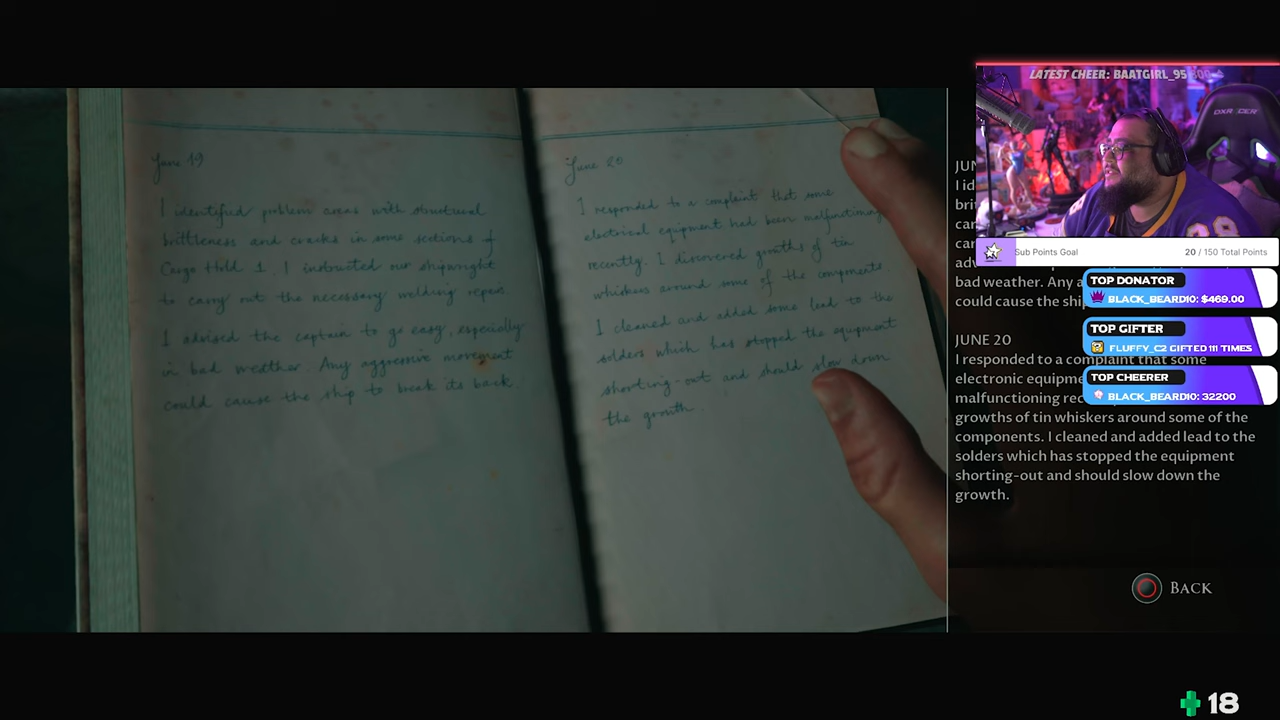 June 19
I identified problem areas with structural
brittleness and cracks in some sections of
Cargo Hold 1. I instructed our shipwright
to carry out the necessary welding repair.
I advised the captain to go easy, especially
in bad weather. Any aggressive movement
could cause the ship to break its back.
June 20
I responded to a complaint that some
electrical equipment had been malfunctioning
recently. I discovered growths of tin
whiskers around some of the components.
I cleaned and added some lead to the
solders which has stopped the equipment
shorting-out and should slow down
the growth.
LATEST CHEER: BAATGIRL_95
DXRACER
JUN
I id
bri
can
can
adv
bad weather. Any a
could cause the shi
Sub Points Goal
20 / 150 Total Points
TOP DONATOR
BLACK_BEARD10: $469.00
TOP GIFTER
FLUFFY_C2 GIFTED 111 TIMES
TOP CHEERER
BLACK_BEARD10: 32200
JUNE 20
I responded to a complaint that some
electronic equipme
malfunctioning rec
growths of tin whiskers around some of the
components. I cleaned and added lead to the
solders which has stopped the equipment
shorting-out and should slow down the
growth.
BACK
18